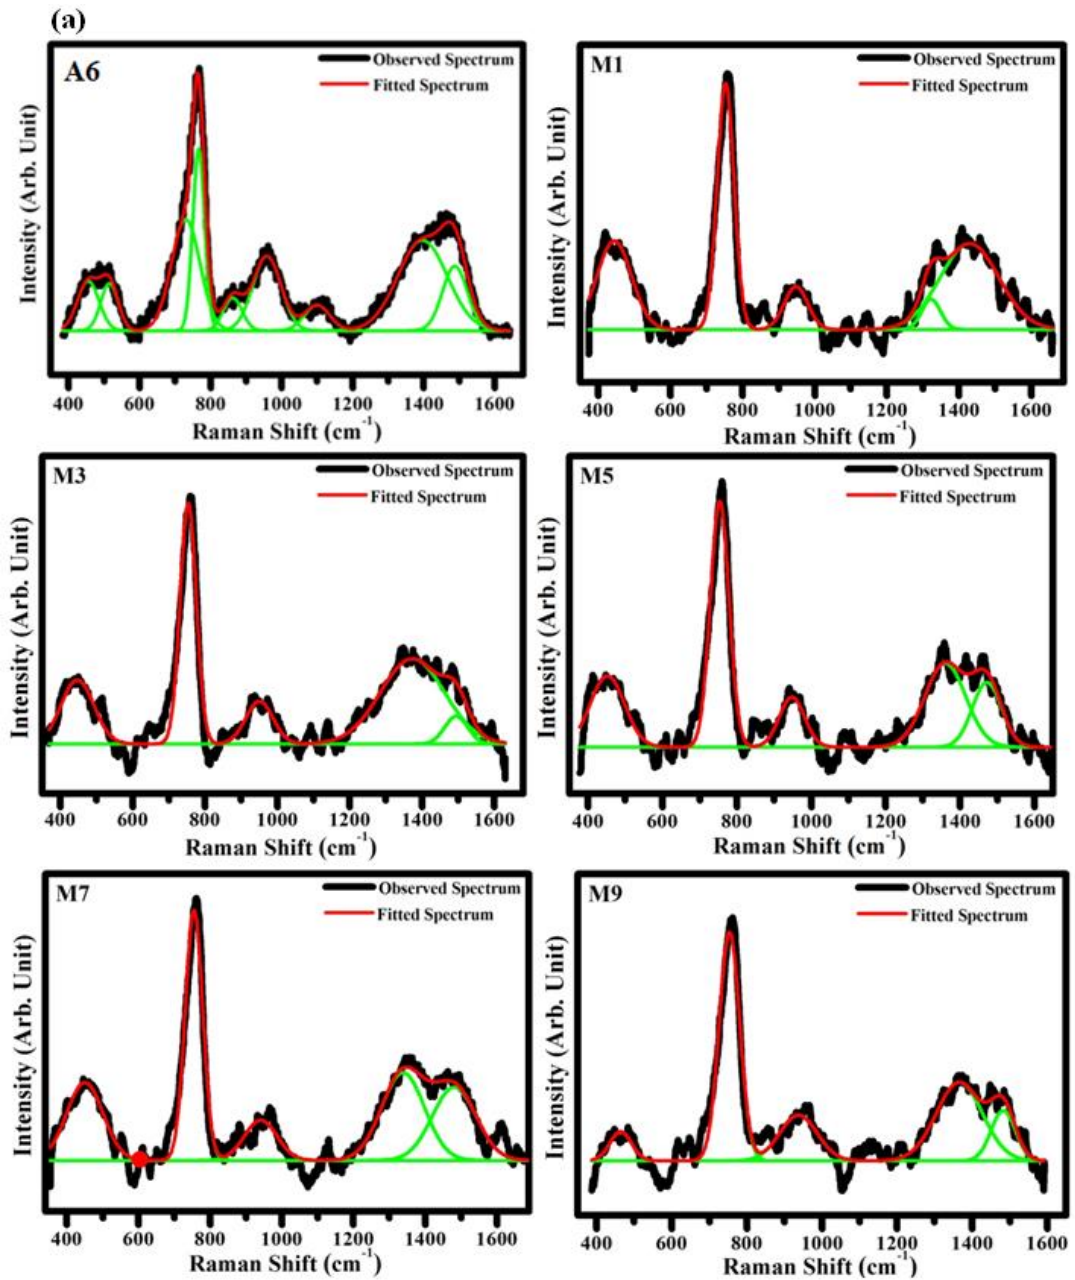 (a)
A6
Observed Spectrum
Fitted Spectrum
Intensity (Arb. Unit)
400 600 800 1000 1200 1400 1600
Raman Shift (cm-1)
M1
Observed Spectrum
Fitted Spectrum
Intensity (Arb. Unit)
400 600 800 1000 1200 1400 1600
Raman Shift (cm-1)
M3
Observed Spectrum
Fitted Spectrum
Intensity (Arb. Unit)
400 600 800 1000 1200 1400 1600
Raman Shift (cm-1)
M5
Observed Spectrum
Fitted Spectrum
Intensity (Arb. Unit)
400 600 800 1000 1200 1400 1600
Raman Shift (cm-1)
M7
Observed Spectrum
Fitted Spectrum
Intensity (Arb. Unit)
400 600 800 1000 1200 1400 1600
Raman Shift (cm-1)
M9
Observed Spectrum
Fitted Spectrum
Intensity (Arb. Unit)
400 600 800 1000 1200 1400 1600
Raman Shift (cm-1)